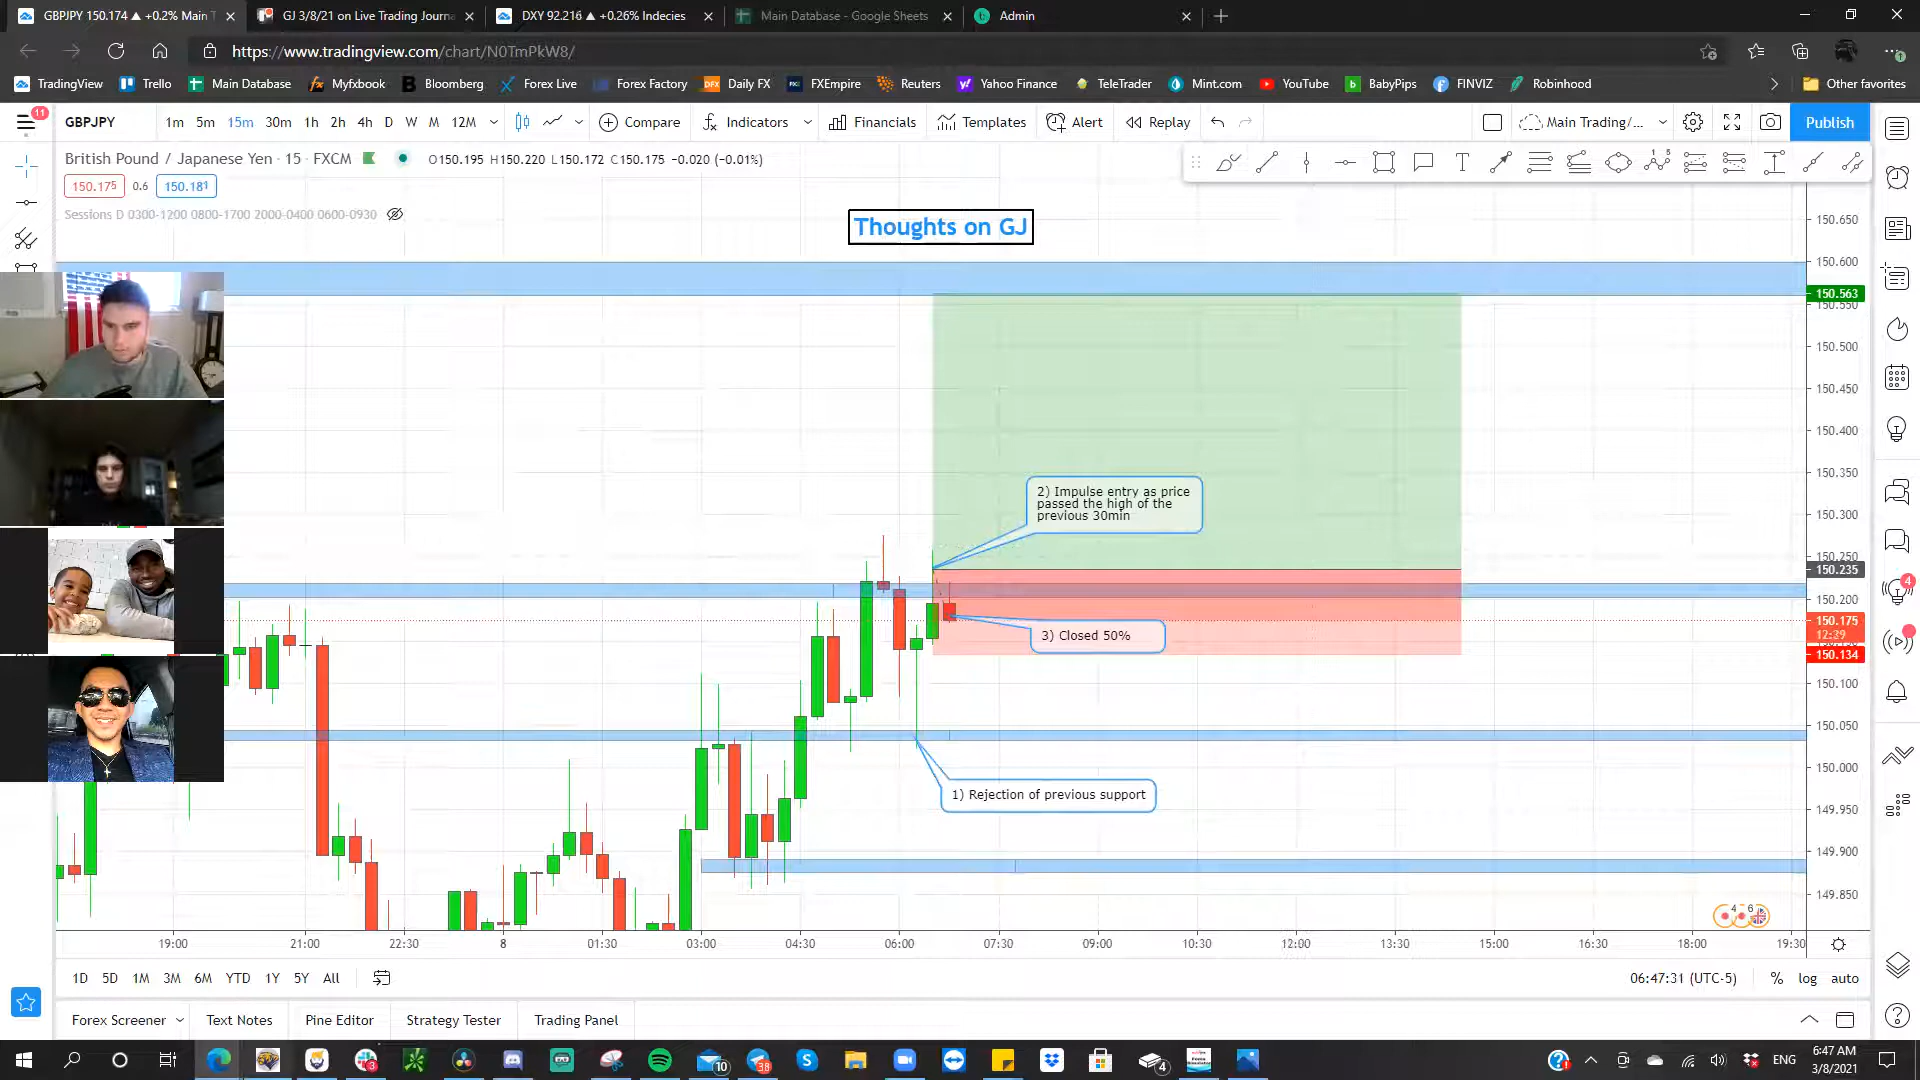 GBPJPY 150.174 ▲ +0.2% Main T
GJ 3/8/21 on Live Trading Journa
DXY 92.216 ▲ +0.26% Indecies
Main Database - Google Sheets
Admin
https://www.tradingview.com/chart/N0TmPkW8/
TradingView
Trello
Main Database
Myfxbook
Bloomberg
Forex Live
Forex Factory
Daily FX
FXEmpire
Reuters
Yahoo Finance
TeleTrader
Mint.com
YouTube
BabyPips
FINVIZ
Robinhood
Other favorites
11
GBPJPY
1m 5m 15m 30m 1h 2h 4h D W M 12M
Compare
Indicators
Financials
Templates
Alert
Replay
Main Trading/...
Publish
British Pound / Japanese Yen · 15 · FXCM
O150.195 H150.220 L150.172 C150.175 −0.020 (−0.01%)
150.175 0.6 150.181
Sessions D 0300-1200 0800-1700 2000-0400 0600-0930
Thoughts on GJ
2) Impulse entry as price
passed the high of the
previous 30min
3) Closed 50%
1) Rejection of previous support
150.650
150.600
150.563
150.550
150.500
150.450
150.400
150.350
150.300
150.250
150.235
150.200
150.175
12:29
150.134
150.100
150.050
150.000
149.950
149.900
149.850
4
4 6
19:00 21:00 22:30 8 01:30 03:00 04:30 06:00 07:30 09:00 10:30 12:00 13:30 15:00 16:30 18:00 19:30
1D 5D 1M 3M 6M YTD 1Y 5Y All
06:47:31 (UTC-5) % log auto
Forex Screener
Text Notes
Pine Editor
Strategy Tester
Trading Panel
3
10
38
4
ENG
6:47 AM
3/8/2021